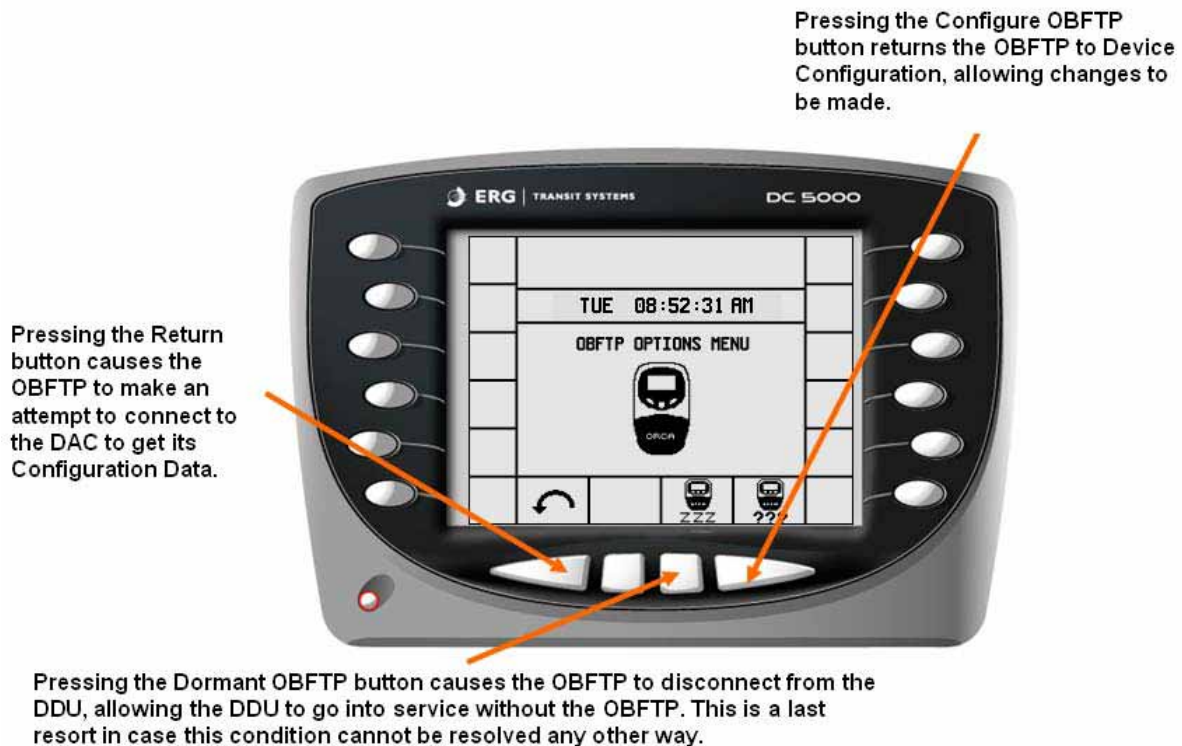 Pressing the Configure OBFTP
button returns the OBFTP to Device
Configuration, allowing changes to
be made.
ERG | TRANSIT SYSTEMS
DC 5000
TUE 08:52:31 AM
OBFTP OPTIONS MENU
ORCA
ZZZ
???
Pressing the Return
button causes the
OBFTP to make an
attempt to connect to
the DAC to get its
Configuration Data.
Pressing the Dormant OBFTP button causes the OBFTP to disconnect from the
DDU, allowing the DDU to go into service without the OBFTP. This is a last
resort in case this condition cannot be resolved any other way.